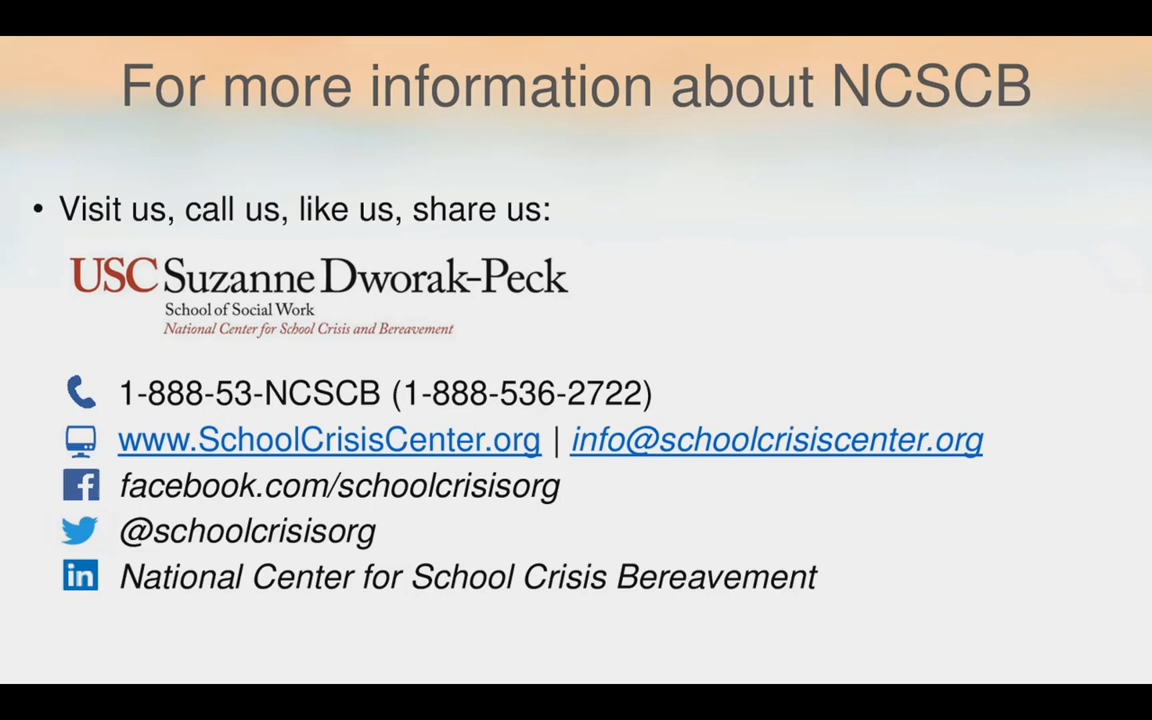 For more information about NCSCB
• Visit us, call us, like us, share us:
USC Suzanne Dworak-Peck
School of Social Work
National Center for School Crisis and Bereavement
1-888-53-NCSCB (1-888-536-2722)
www.SchoolCrisisCenter.org | info@schoolcrisiscenter.org
facebook.com/schoolcrisisorg
@schoolcrisisorg
in National Center for School Crisis Bereavement